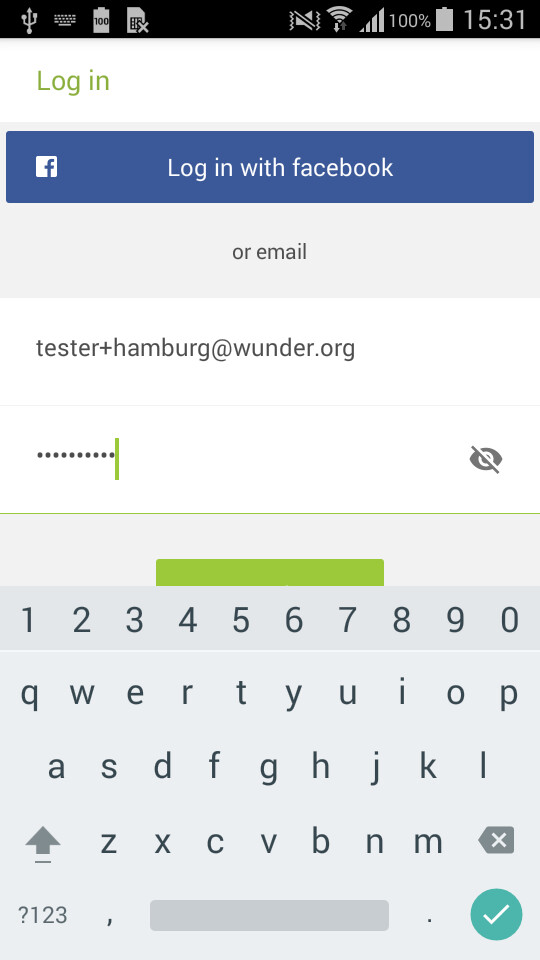 100 100% 15:31
Log in
Log in with facebook
or email
tester+hamburg@wunder.org
••••••••••
1 2 3 4 5 6 7 8 9 0
q w e r t y u i o p
a s d f g h j k l
z x c v b n m
?123 , .